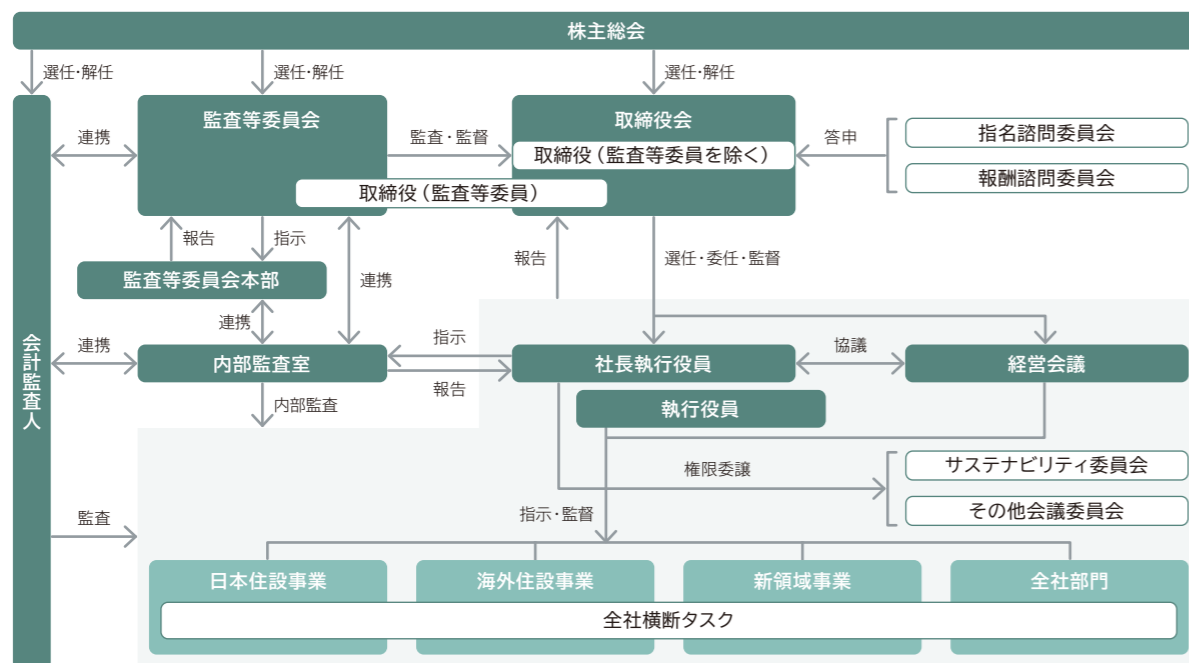 株主総会
選任・解任
選任・解任
選任・解任
会計監査人
監査等委員会
取締役会
連携
監査・監督
取締役（監査等委員を除く）
答申
指名諮問委員会
報酬諮問委員会
取締役（監査等委員）
報告
指示
連携
報告
選任・委任・監督
監査等委員会本部
連携
連携
内部監査室
指示
報告
社長執行役員
協議
経営会議
内部監査
執行役員
権限委譲
サステナビリティ委員会
その他会議委員会
監査
指示・監督
日本住設事業
海外住設事業
新領域事業
全社部門
全社横断タスク